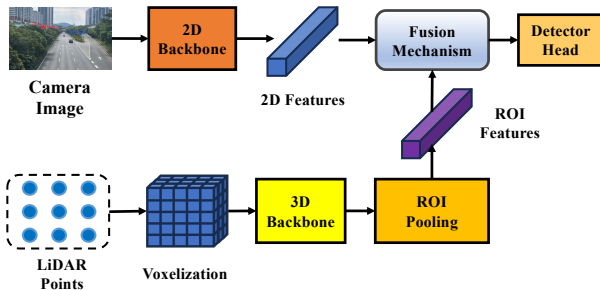 Camera
Image
2D
Backbone
2D Features
Fusion
Mechanism
Detector
Head
ROI
Features
LiDAR
Points
Voxelization
3D
Backbone
ROI
Pooling